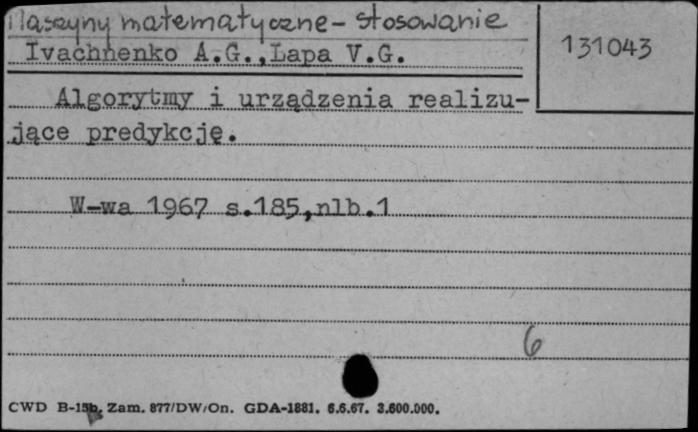 Maszyny matematyczne - stosowanie
131043
Ivachnenko A.G.,Lapa V.G.
Algorytmy i urządzenia realizu-
jące predykcję.
W-wa 1967 s.185,nlb.1
6
CWD B-15b. Zam. 877/DW/On. GDA-1881. 6.6.67. 3.600.000.